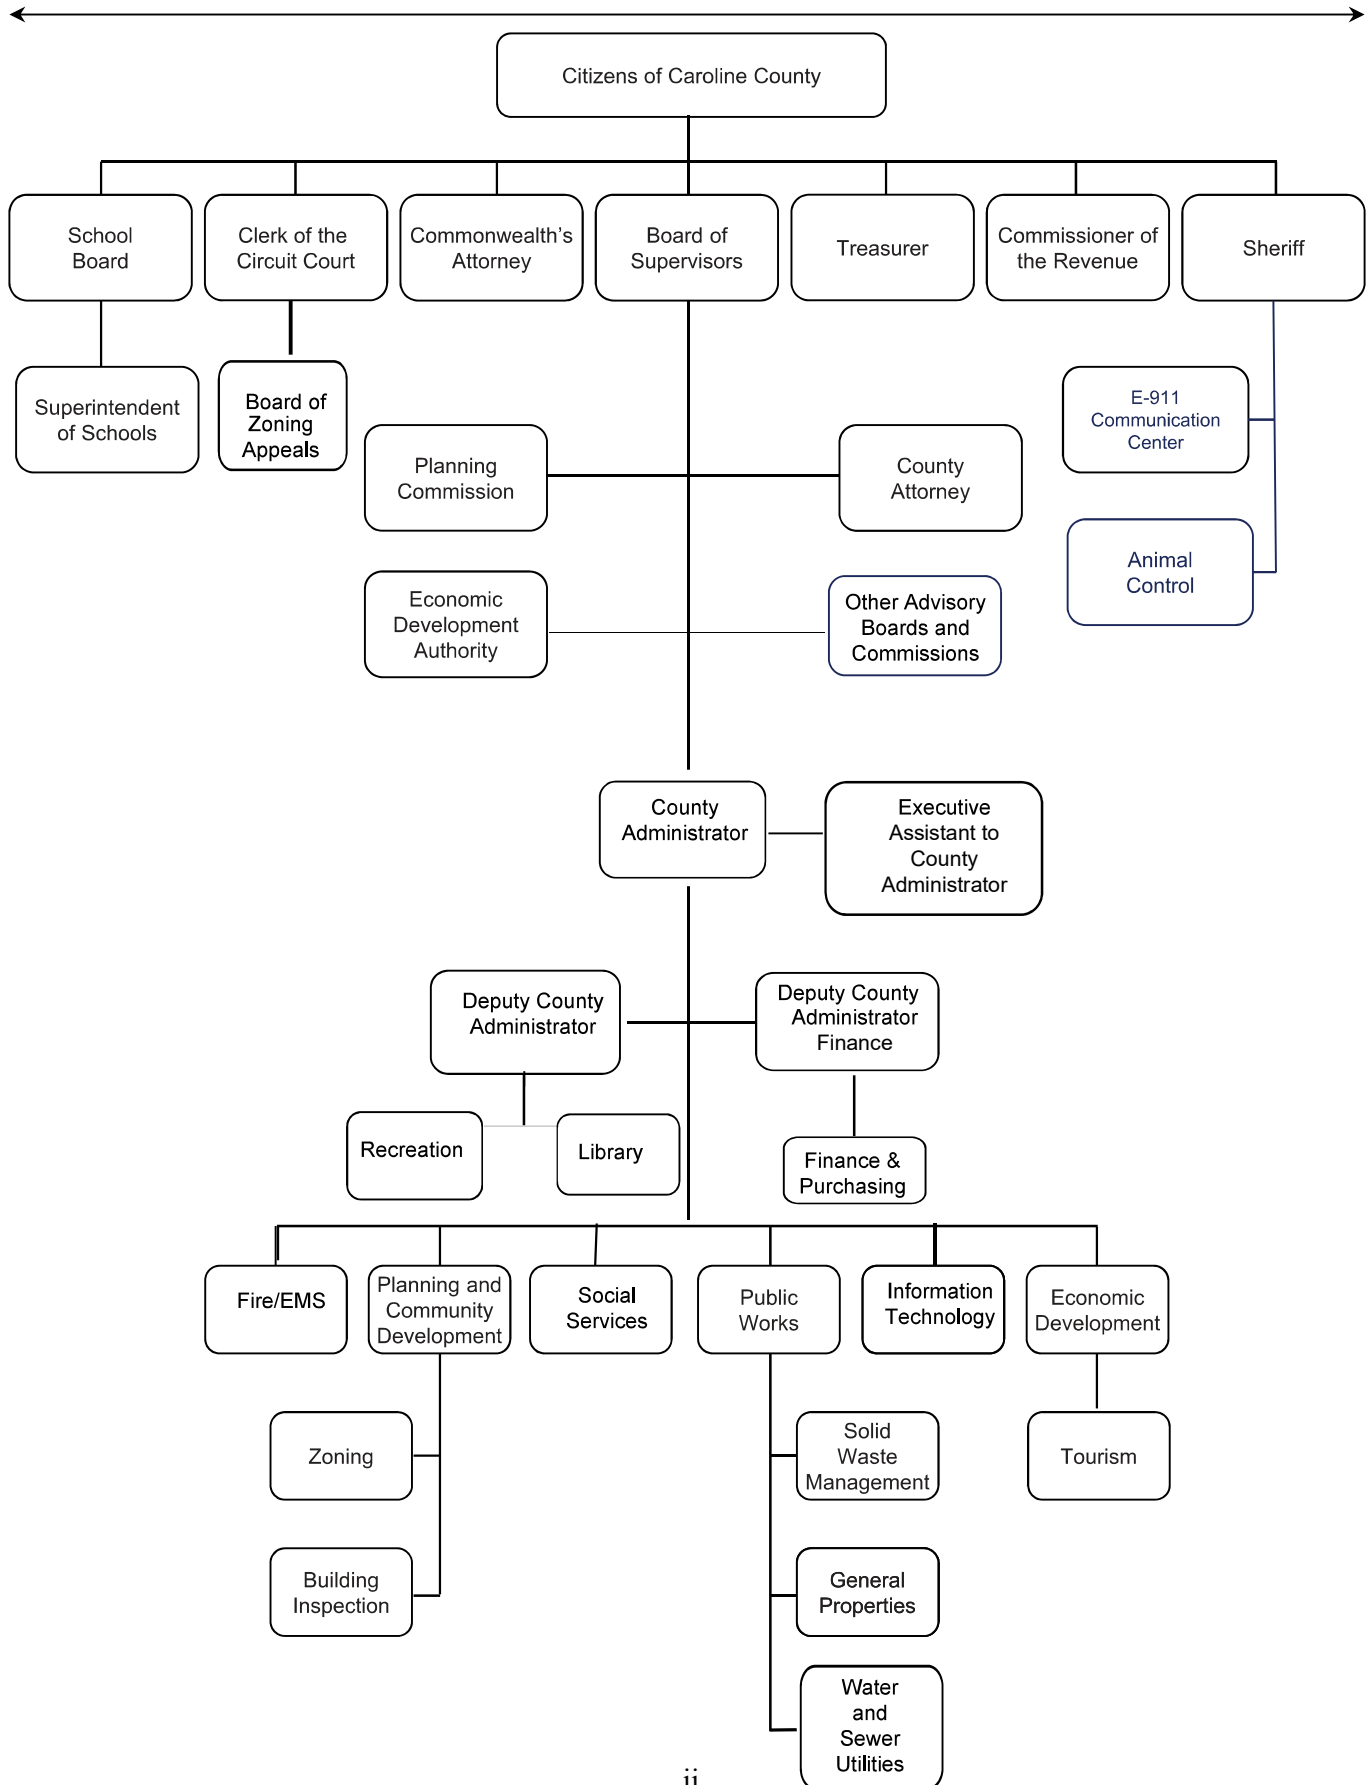 Citizens of Caroline County
School
Board
Clerk of the
Circuit Court
Commonwealth’s
Attorney
Board of
Supervisors
Treasurer
Commissioner of
the Revenue
Sheriff
Superintendent
of Schools
Board of
Zoning
Appeals
E-911
Communication
Center
Planning
Commission
County
Attorney
Animal
Control
Economic
Development
Authority
Other Advisory
Boards and
Commissions
County
Administrator
Executive
Assistant to
County
Administrator
Deputy County
Administrator
Deputy County
Administrator
Finance
Recreation
Library
Finance &
Purchasing
Fire/EMS
Planning and
Community
Development
Social
Services
Public
Works
Information
Technology
Economic
Development
Zoning
Solid
Waste
Management
Tourism
Building
Inspection
General
Properties
Water
and
Sewer
Utilities
ii